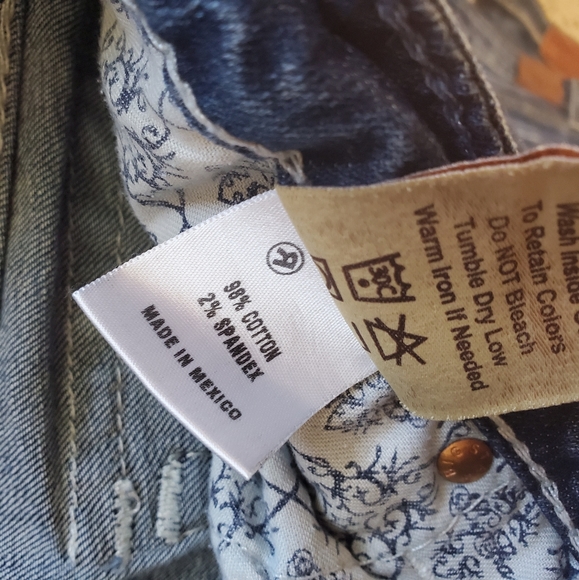 98% COTTON
2% SPANDEX
MADE IN MEXICO
Wash Inside
To Retain Colors
Do NOT Bleach
Tumble Dry Low
Warm Iron If Needed